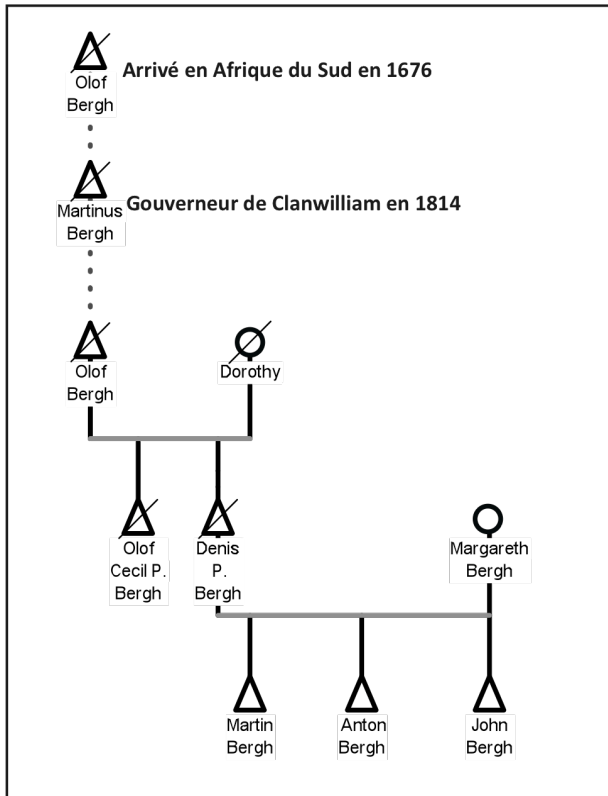 Arrivé en Afrique du Sud en 1676
Olof
Bergh
Gouverneur de Clanwilliam en 1814
Martinus
Bergh
Olof
Bergh
Dorothy
Olof
Cecil P.
Bergh
Denis
P.
Bergh
Margareth
Bergh
Martin
Bergh
Anton
Bergh
John
Bergh